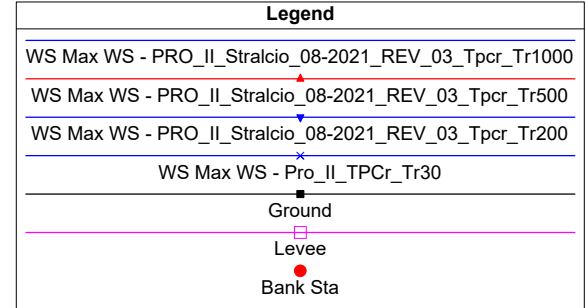 Legend
WS Max WS - PRO_II_Stralcio_08-2021_REV_03_Tpcr_Tr1000
WS Max WS - PRO_II_Stralcio_08-2021_REV_03_Tpcr_Tr500
WS Max WS - PRO_II_Stralcio_08-2021_REV_03_Tpcr_Tr200
WS Max WS - Pro_II_TPCr_Tr30
Ground
Levee
Bank Sta